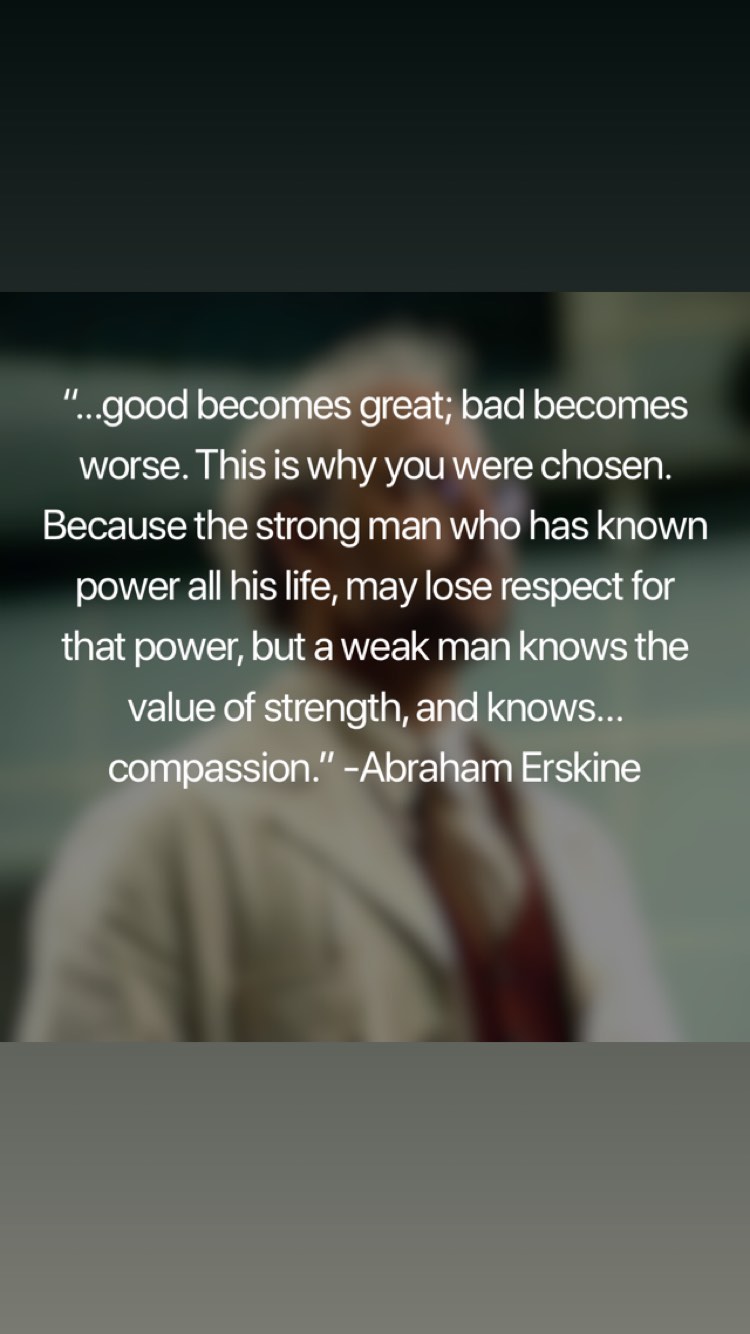 “...good becomes great; bad becomes
worse. This is why you were chosen.
Because the strong man who has known
power all his life, may lose respect for
that power, but a weak man knows the
value of strength, and knows...
compassion.” -Abraham Erskine